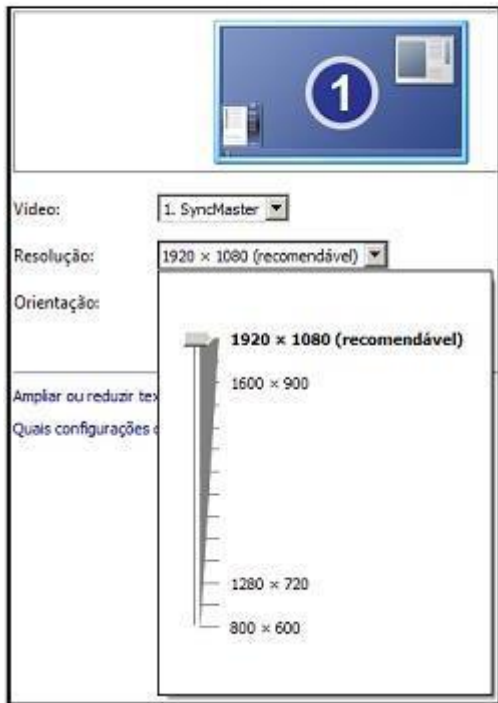 1
Vídeo: 1. SyncMaster
Resolução: 1920 × 1080 (recomendável)
Orientação:
1920 × 1080 (recomendável)
1600 × 900
Ampliar ou reduzir tex
Quais configurações
1280 × 720
800 × 600